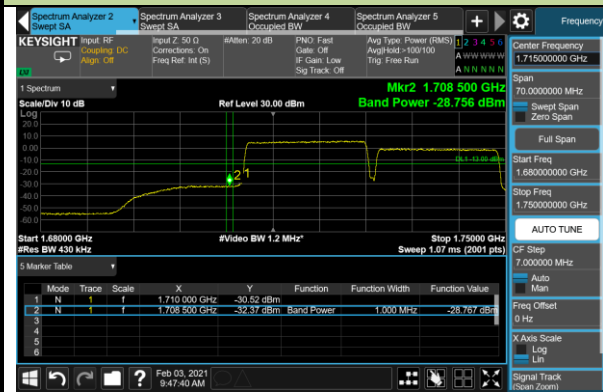 Spectrum Analyzer 2
Swept SA
Spectrum Analyzer 3
Swept SA
Spectrum Analyzer 4
Occupied BW
Spectrum Analyzer 5
Occupied BW
Frequency
KEYSIGHT
Input: RF
Coupling: DC
Align: Off
Input Z: 50 Ω
Corrections: On
Freq Ref: Int (S)
#Atten: 20 dB
PNO: Fast
Gate: Off
IF Gain: Low
Sig Track: Off
Avg Type: Power (RMS)
Avg|Hold:>100/100
Trig: Free Run
1 2 3 4 5 6
A W W W W W
A N N N N N
LXI
1 Spectrum
Scale/Div 10 dB
Ref Level 30.00 dBm
Mkr2 1.708 500 GHz
Band Power -28.756 dBm
Log
20.0
10.0
0.00
-10.0
-20.0
-30.0
-40.0
-50.0
-60.0
DL1 -13.00 dBm
2 1
Start 1.68000 GHz
#Res BW 430 kHz
#Video BW 1.2 MHz*
Stop 1.75000 GHz
Sweep 1.07 ms (2001 pts)
5 Marker Table
Mode Trace Scale X Y Function Function Width Function Value
1 N 1 f 1.710 000 GHz -30.52 dBm
2 N 1 f 1.708 500 GHz -32.37 dBm Band Power 1.000 MHz -28.767 dBm
3
4
5
6
Feb 03, 2021
9:47:40 AM
?
Center Frequency
1.715000000 GHz
Span
70.0000000 MHz
Swept Span
Zero Span
Full Span
Start Freq
1.680000000 GHz
Stop Freq
1.750000000 GHz
AUTO TUNE
CF Step
7.000000 MHz
Auto
Man
Freq Offset
0 Hz
X Axis Scale
Log
Lin
Signal Track
(Span Zoom)